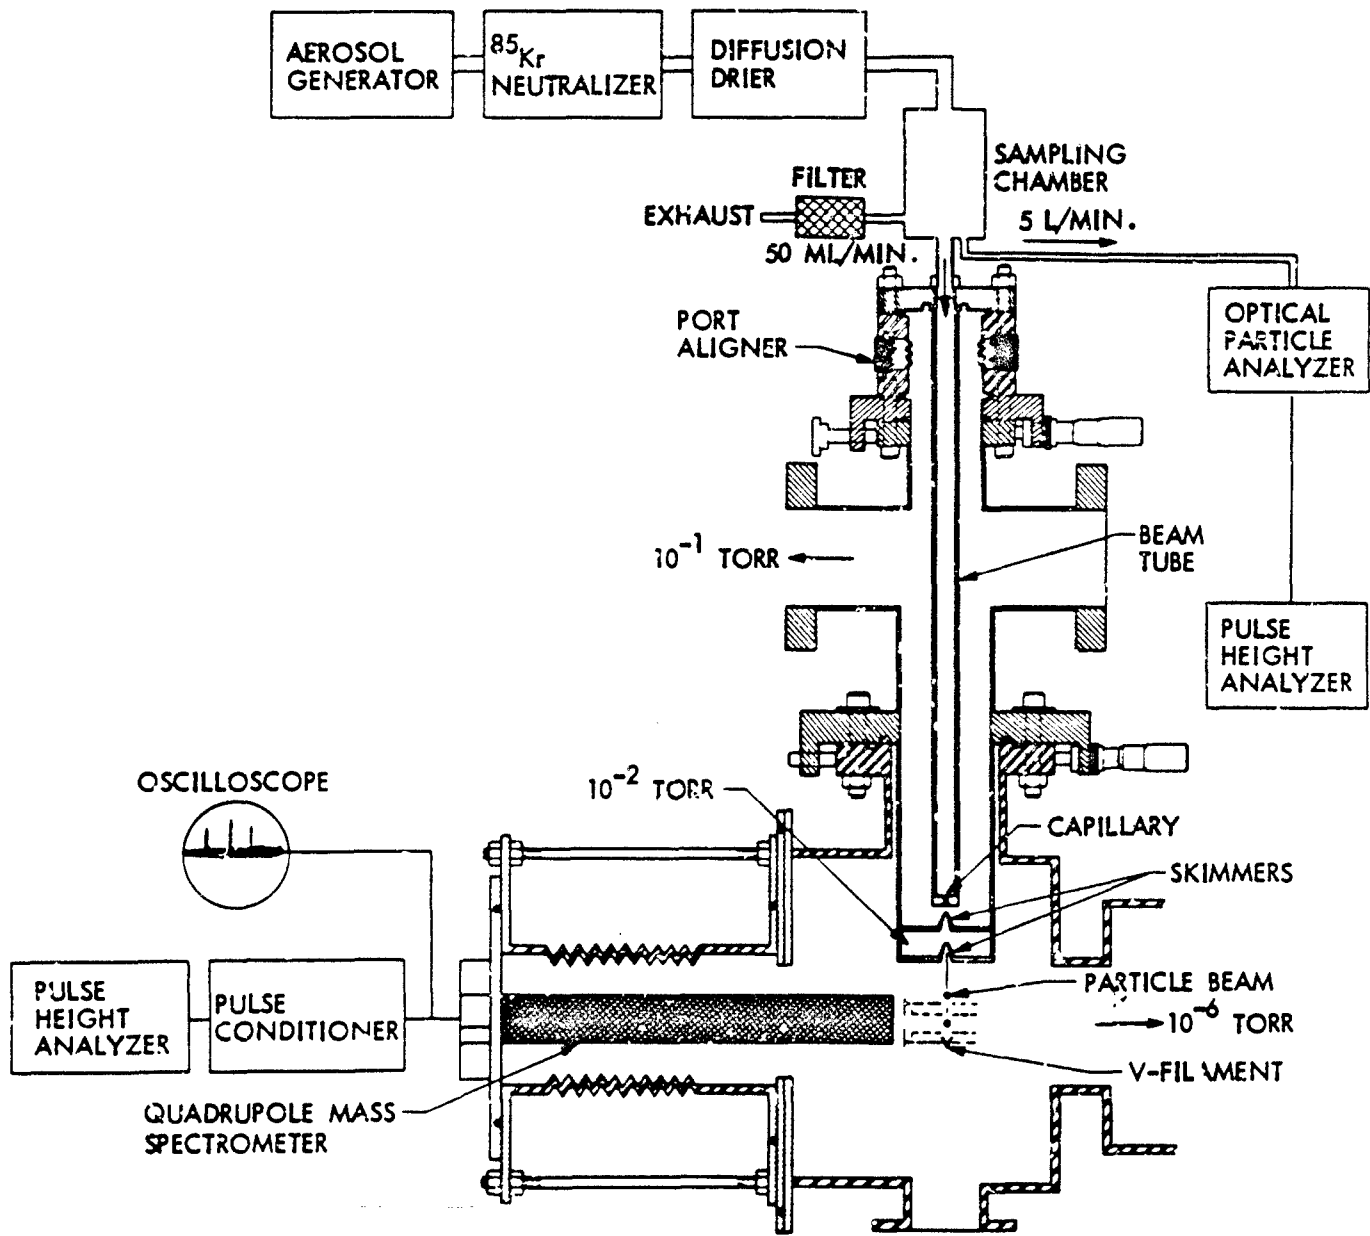 AEROSOL
GENERATOR
85Kr
NEUTRALIZER
DIFFUSION
DRIER
SAMPLING
CHAMBER
FILTER
EXHAUST
5 L/MIN.
50 ML/MIN.
PORT
ALIGNER
OPTICAL
PARTICLE
ANALYZER
10-1 TORR
BEAM
TUBE
PULSE
HEIGHT
ANALYZER
OSCILLOSCOPE
10-2 TORR
CAPILLARY
SKIMMERS
PULSE
HEIGHT
ANALYZER
PULSE
CONDITIONER
PARTICLE BEAM
10-6 TORR
V-FILAMENT
QUADRUPOLE MASS
SPECTROMETER